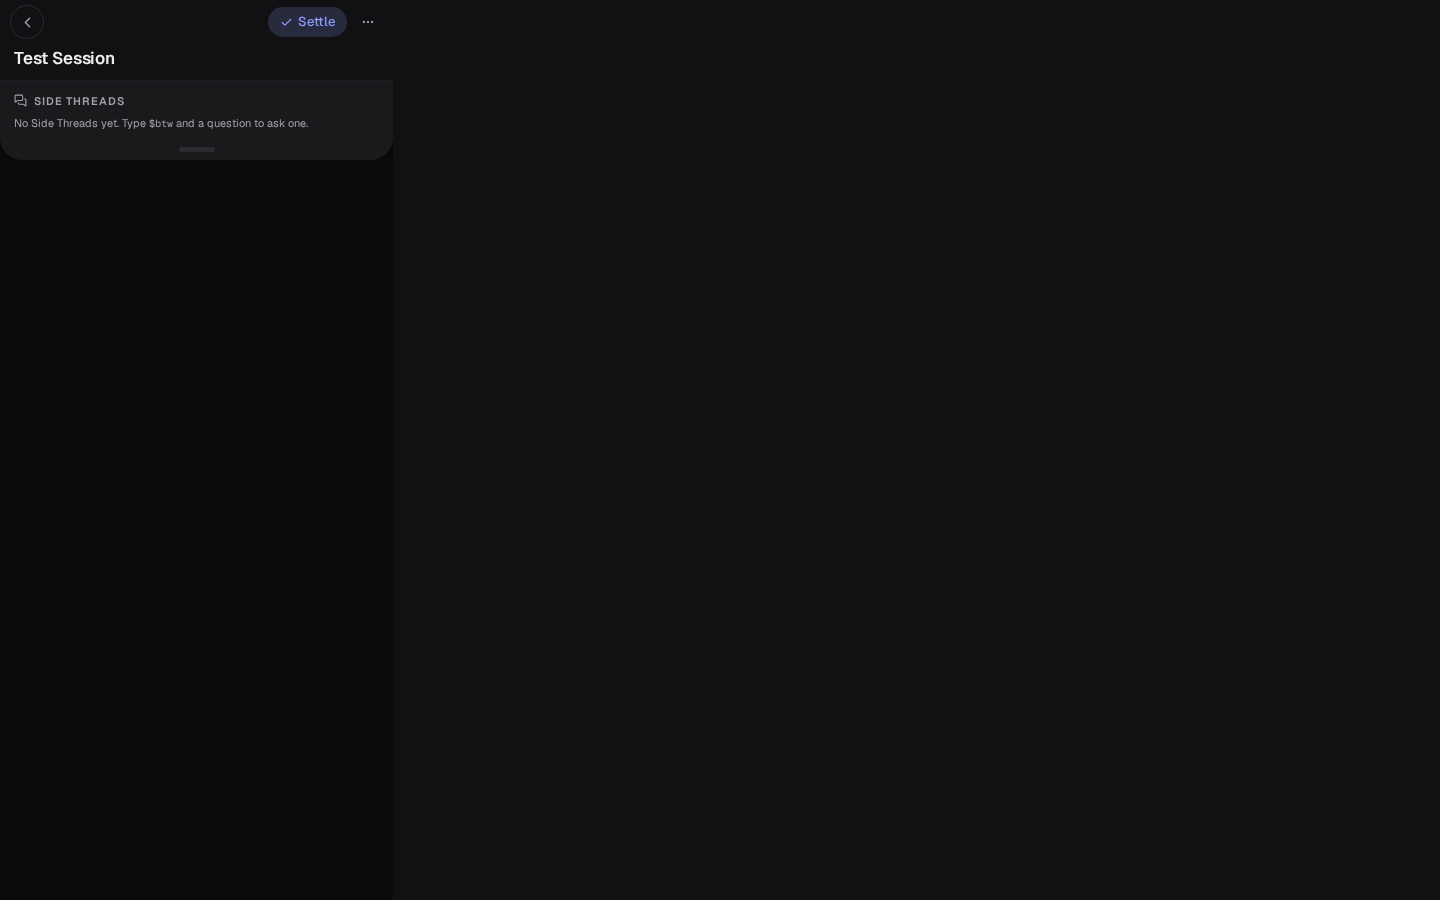 Settle
Test Session
SIDE THREADS
No Side Threads yet. Type $btw and a question to ask one.